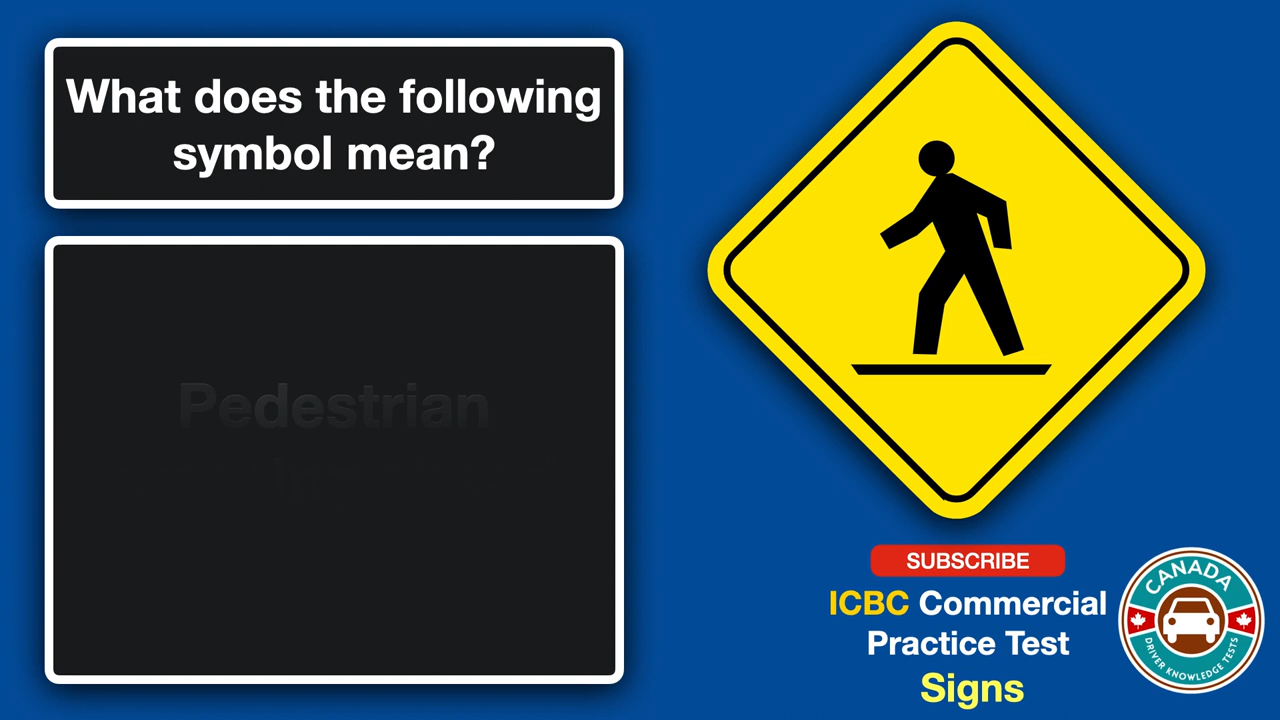 What does the following
symbol mean?
Pedestrian
SUBSCRIBE
ICBC Commercial
Practice Test
Signs
CANADA
DRIVER KNOWLEDGE TESTS